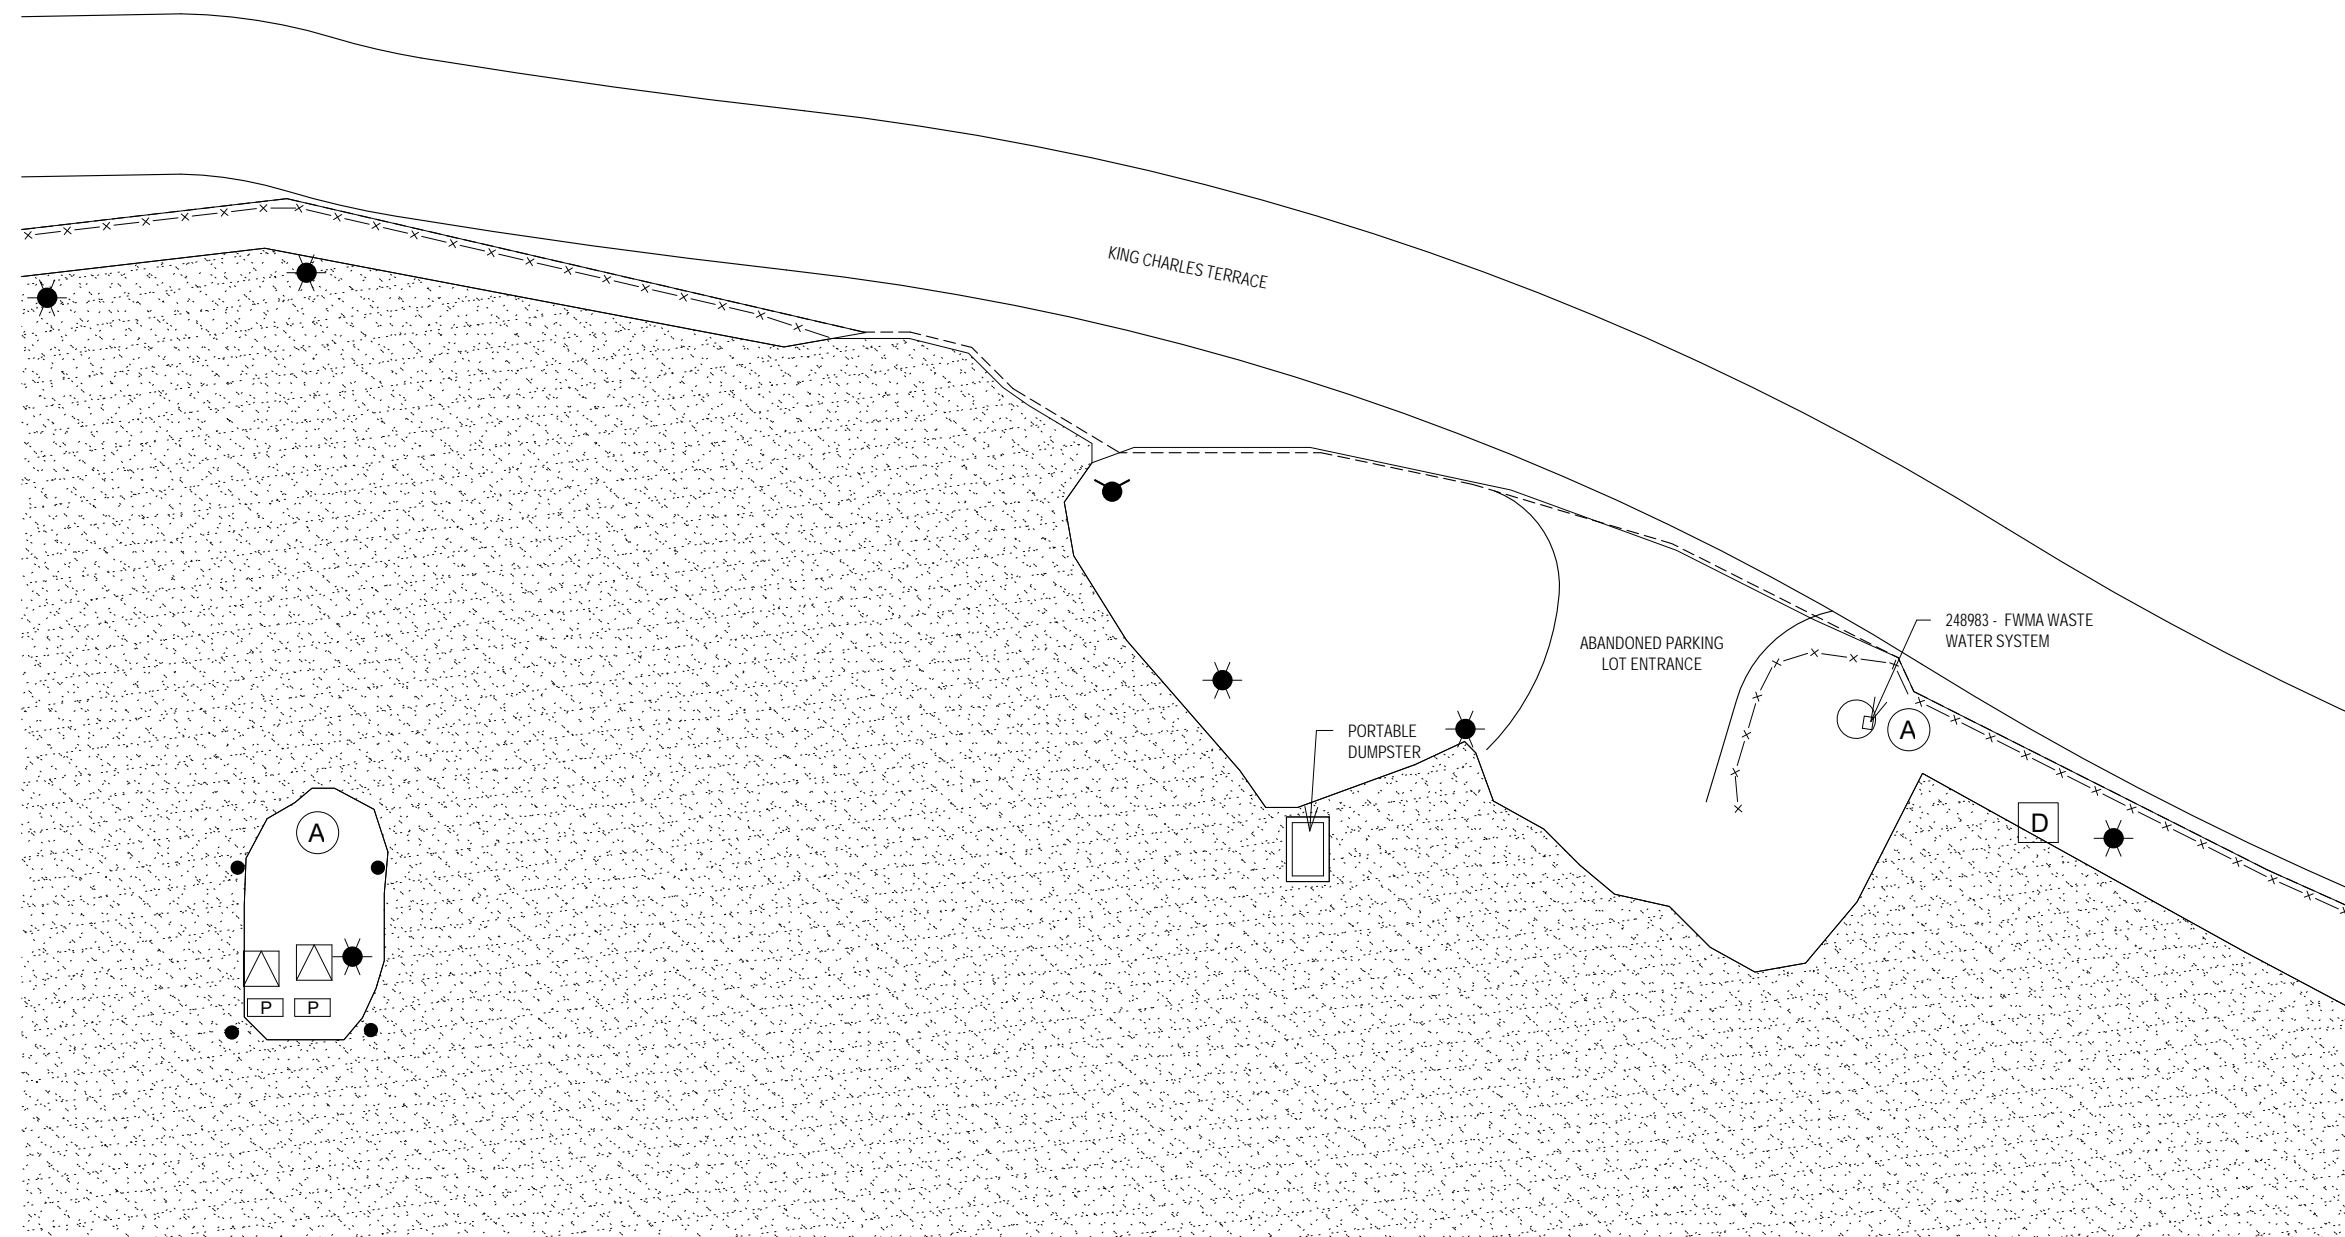 KING CHARLES TERRACE
248983 - FWMA WASTE
WATER SYSTEM
ABANDONED PARKING
LOT ENTRANCE
PORTABLE
DUMPSTER
A
D
A
P P